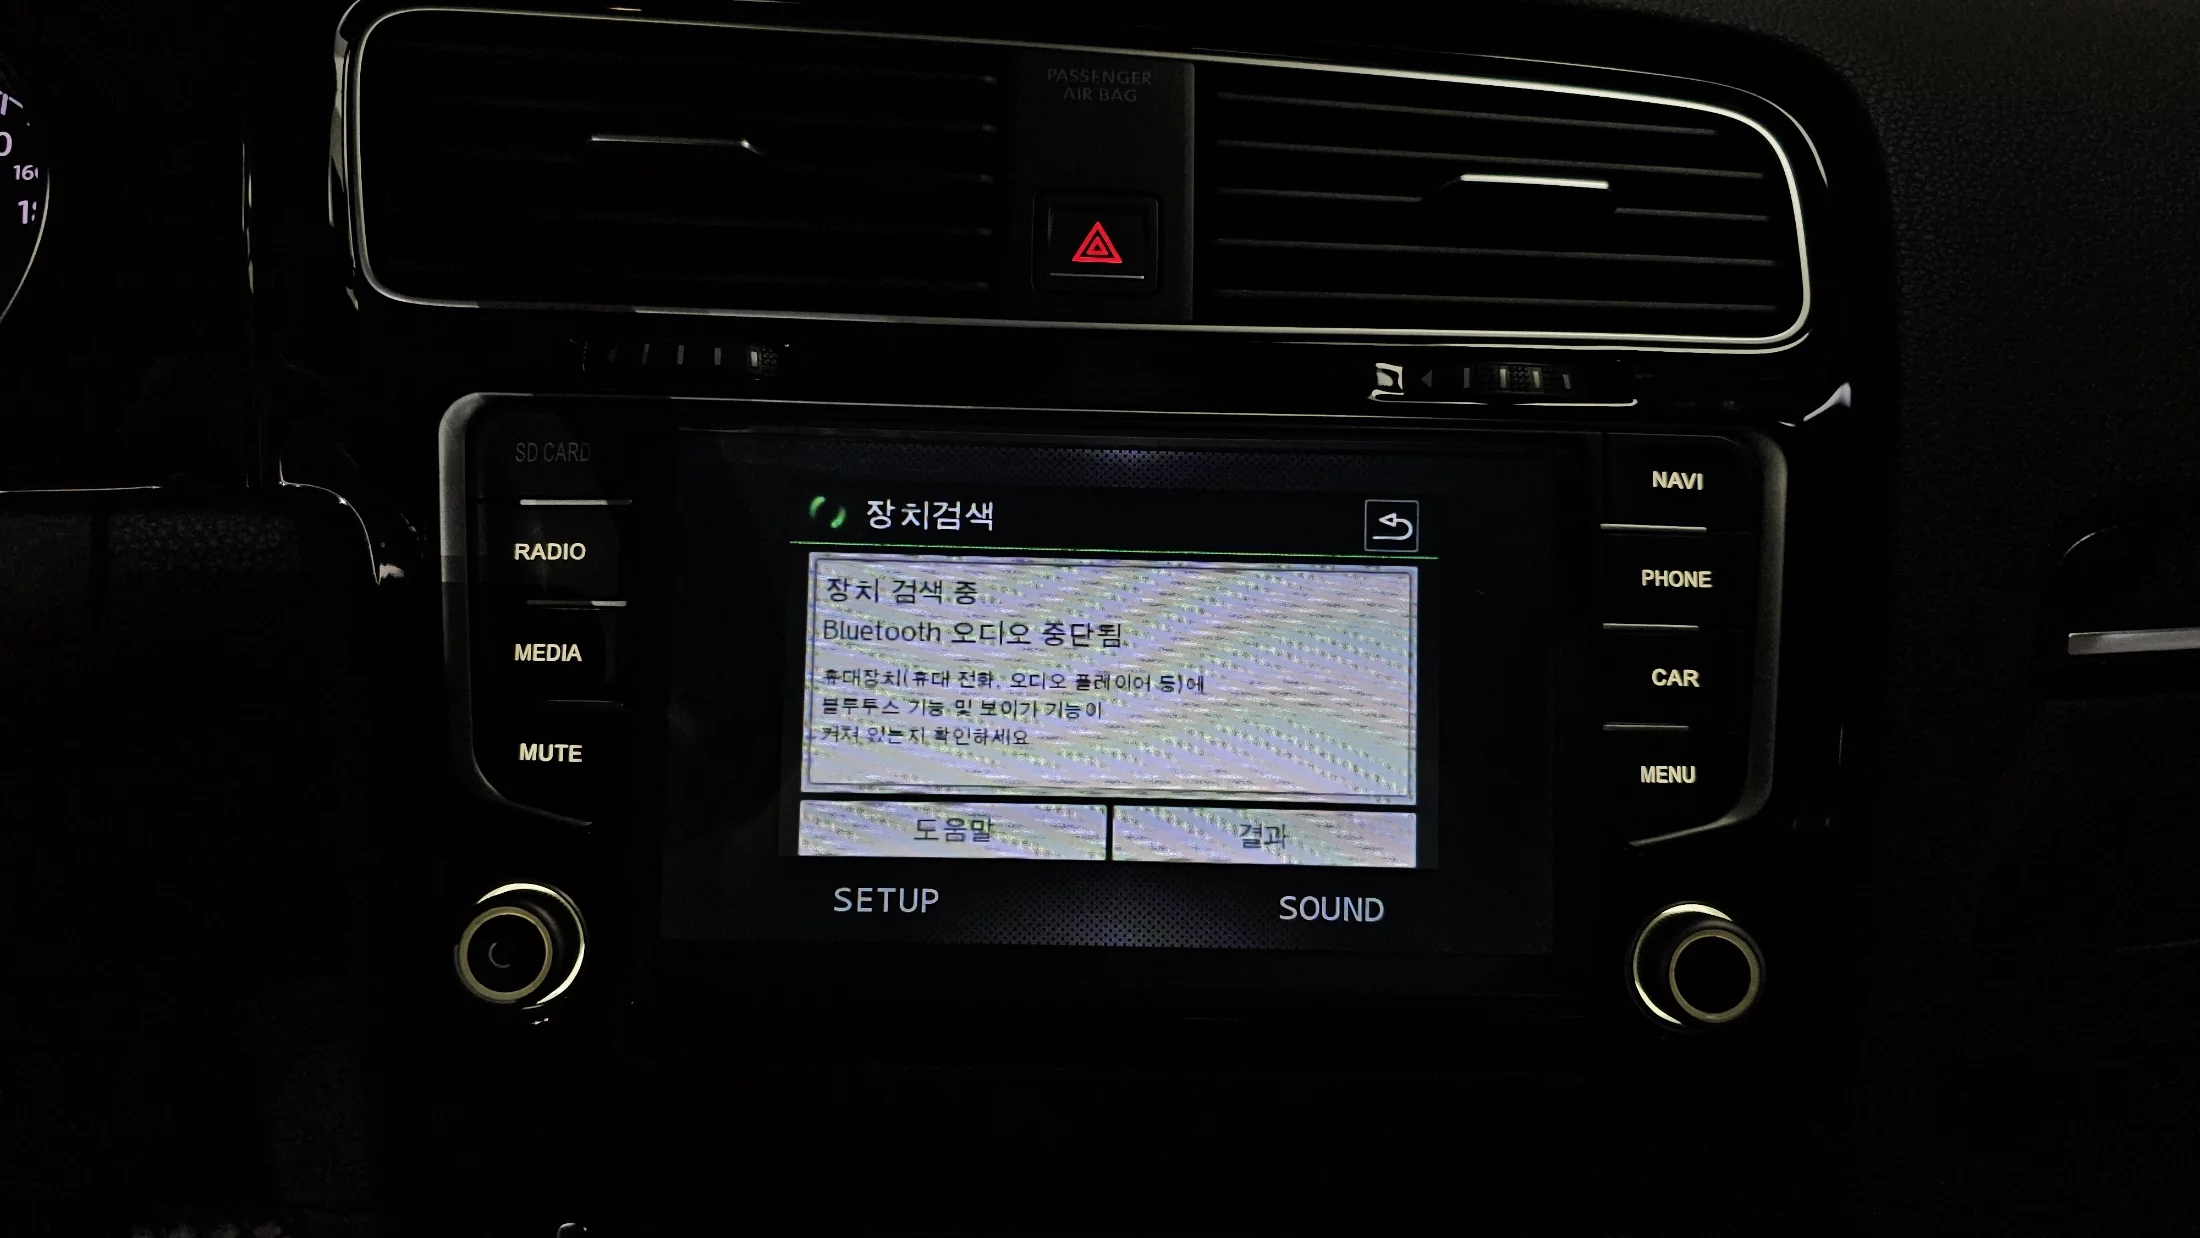 PASSENGER
AIR BAG
0
SD CARD
RADIO
MEDIA
MUTE
장치검색
장치 검색 중...
Bluetooth 오디오 중단됨.
휴대장치(휴대 전화, 오디오 플레이어 등)에
블루투스 기능 및 보이기 기능이
켜져 있는지 확인하세요
도움말
결과
SETUP
SOUND
NAVI
PHONE
CAR
MENU